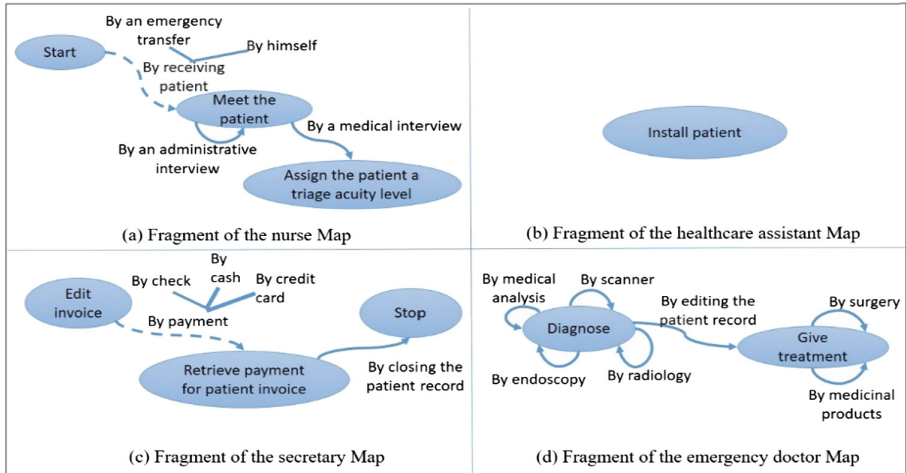 By an emergency
transfer
By himself
Start
By receiving
patient
Meet the
patient
By a medical interview
By an administrative
interview
Assign the patient a
triage acuity level
(a) Fragment of the nurse Map
Install patient
(b) Fragment of the healthcare assistant Map
By
cash
By check
By credit
card
Edit
invoice
By payment
Stop
Retrieve payment
for patient invoice
By closing the
patient record
(c) Fragment of the secretary Map
By medical
analysis
By scanner
By editing the
patient record
By surgery
Diagnose
Give
treatment
By endoscopy
By radiology
By medicinal
products
(d) Fragment of the emergency doctor Map